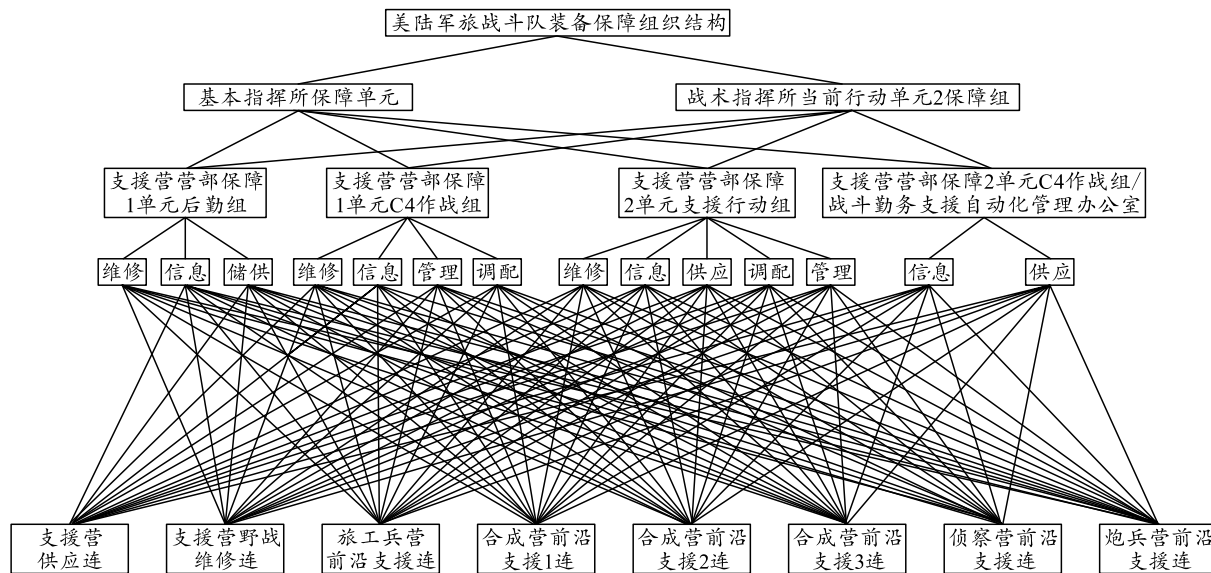 美陆军旅战斗队装备保障组织结构
基本指挥所保障单元
战术指挥所当前行动单元2保障组
支援营营部保障
1单元后勤组
支援营营部保障
1单元C4作战组
支援营营部保障
2单元支援行动组
支援营营部保障2单元C4作战组/
战斗勤务支援自动化管理办公室
维修
信息
储供
维修
信息
管理
调配
维修
信息
供应
调配
管理
信息
供应
支援营
供应连
支援营野战
维修连
旅工兵营
前沿支援连
合成营前沿
支援1连
合成营前沿
支援2连
合成营前沿
支援3连
侦察营前沿
支援连
炮兵营前沿
支援连